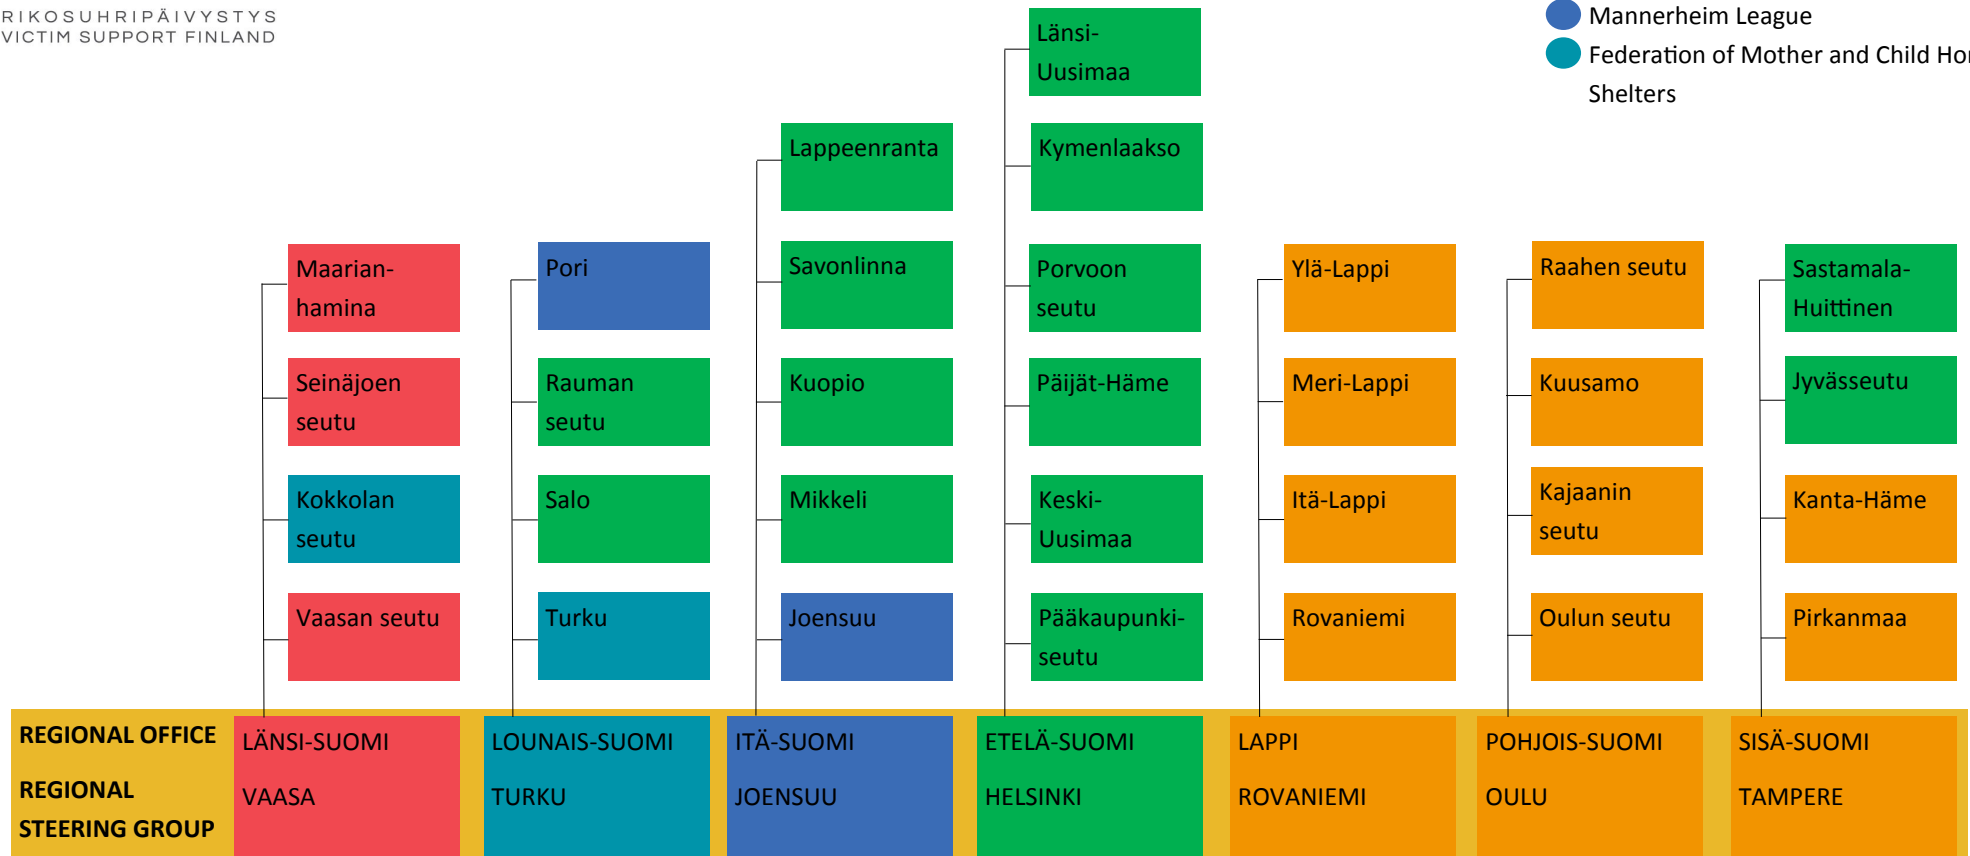 RIKOSUHRIPÄIVYSTYS
VICTIM SUPPORT FINLAND
Mannerheim League
Federation of Mother and Child
Shelters
Länsi-
Uusimaa
Lappeenranta
Kymenlaakso
Maarian-
hamina
Pori
Savonlinna
Porvoon
seutu
Ylä-Lappi
Raahen seutu
Sastamala-
Huittinen
Seinäjoen
seutu
Rauman
seutu
Kuopio
Päijät-Häme
Meri-Lappi
Kuusamo
Jyvässeutu
Kokkolan
seutu
Salo
Mikkeli
Keski-
Uusimaa
Itä-Lappi
Kajaanin
seutu
Kanta-Häme
Vaasan seutu
Turku
Joensuu
Pääkaupunki-
seutu
Rovaniemi
Oulun seutu
Pirkanmaa
REGIONAL OFFICE
LÄNSI-SUOMI
LOUNAIS-SUOMI
ITÄ-SUOMI
ETELÄ-SUOMI
LAPPI
POHJOIS-SUOMI
SISÄ-SUOMI
REGIONAL
STEERING GROUP
VAASA
TURKU
JOENSUU
HELSINKI
ROVANIEMI
OULU
TAMPERE